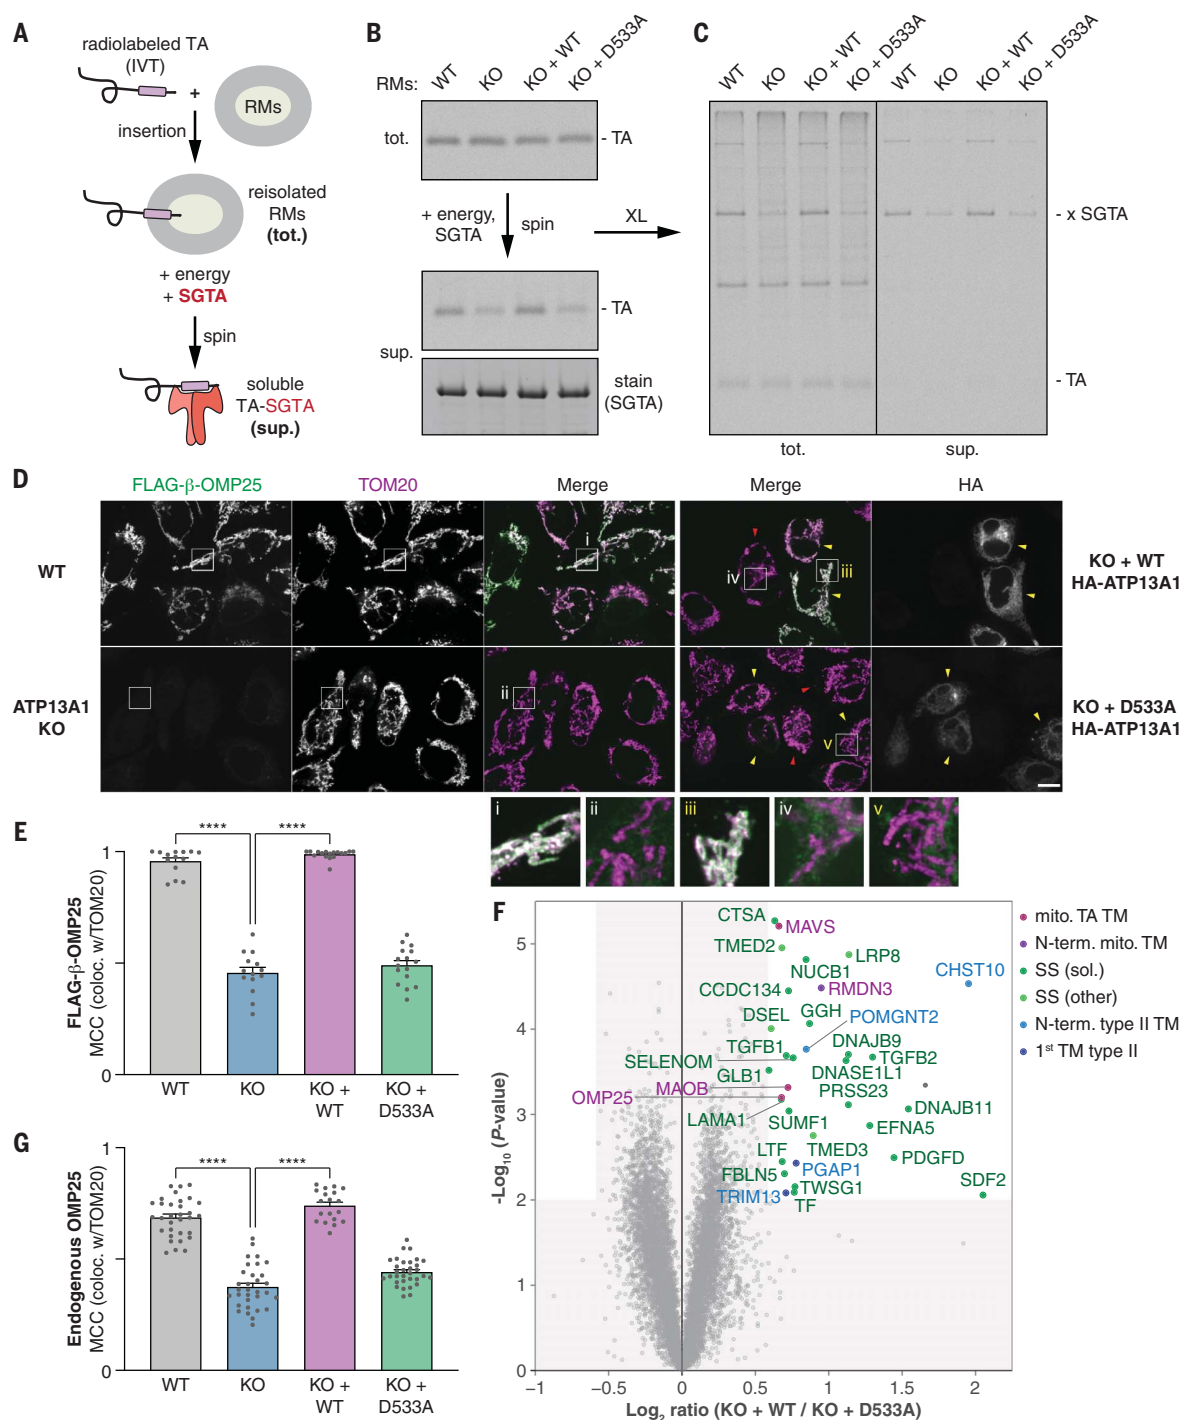 A
radiolabeled TA
(IVT)
+
RMs
insertion
reisolated
RMs
(tot.)
+ energy
+ SGTA
spin
soluble
TA-SGTA
(sup.)
B
RMs: WT KO KO + WT KO + D533A
tot.
- TA
+ energy,
SGTA
spin
XL
- TA
sup.
stain
(SGTA)
C
WT KO KO + WT KO + D533A WT KO KO + WT KO + D533A
- x SGTA
- TA
tot. sup.
D
FLAG-β-OMP25 TOM20 Merge Merge HA
WT
i
iv
iii
KO + WT
HA-ATP13A1
ATP13A1
KO
ii
v
KO + D533A
HA-ATP13A1
i ii iii iv v
E
FLAG-β-OMP25
MCC (coloc. w/TOM20)
**** ****
1
0
WT KO KO +
WT KO +
D533A
F
-Log10 (P-value)
5
4
3
2
1
0
CTSA
MAVS
TMED2
LRP8
NUCB1
CHST10
CCDC134
RMDN3
DSEL
GGH
POMGNT2
TGFB1
DNAJB9
SELENOM
TGFB2
GLB1
DNASE1L1
MAOB
PRSS23
OMP25
DNAJB11
LAMA1
SUMF1
EFNA5
LTF
TMED3
PDGFD
FBLN5
PGAP1
SDF2
TRIM13
TWSG1
TF
−1 −0.5 0 0.5 1 1.5 2
Log2 ratio (KO + WT / KO + D533A)
mito. TA TM
N-term. mito. TM
SS (sol.)
SS (other)
N-term. type II TM
1st TM type II
G
Endogenous OMP25
MCC (coloc. w/TOM20)
**** ****
1
0
WT KO KO +
WT KO +
D533A